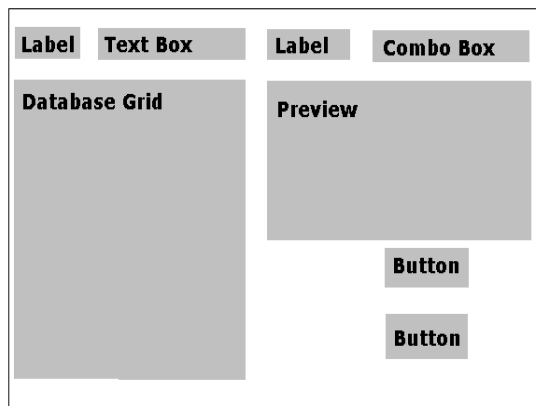 Label
Text Box
Label
Combo Box
Database Grid
Preview
Button
Button